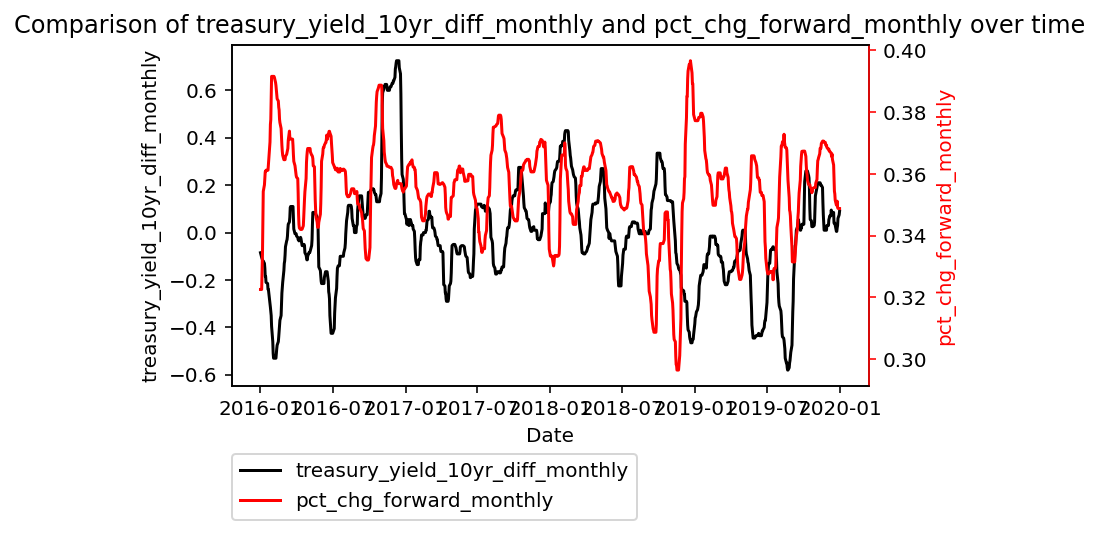 Comparison of treasury_yield_10yr_diff_monthly and pct_chg_forward_monthly over time
treasury_yield_10yr_diff_monthly
0.6
0.4
0.2
0.0
−0.2
−0.4
−0.6
0.40
0.38
0.36
0.34
0.32
0.30
pct_chg_forward_monthly
2016-01 2016-07 2017-01 2017-07 2018-01 2018-07 2019-01 2019-07 2020-01
Date
treasury_yield_10yr_diff_monthly
pct_chg_forward_monthly